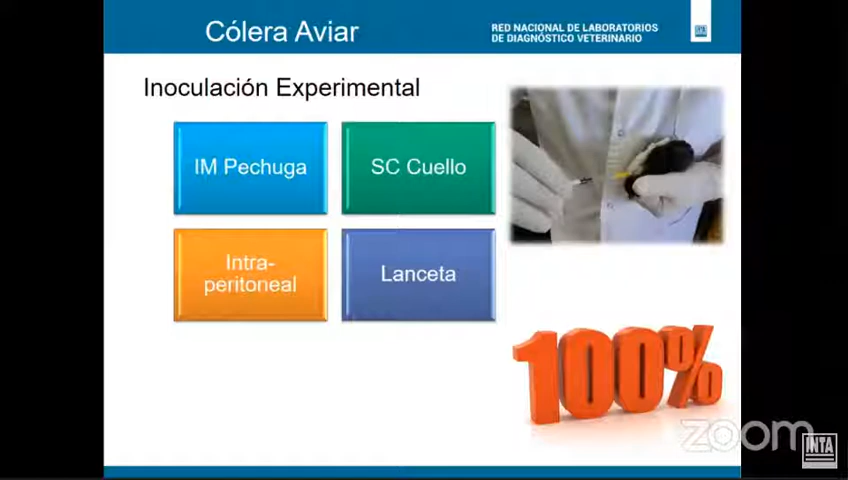 Cólera Aviar
RED NACIONAL DE LABORATORIOS
DE DIAGNÓSTICO VETERINARIO
Inoculación Experimental
IM Pechuga
SC Cuello
Intra-
peritoneal
Lanceta
100%
zoom
INTA